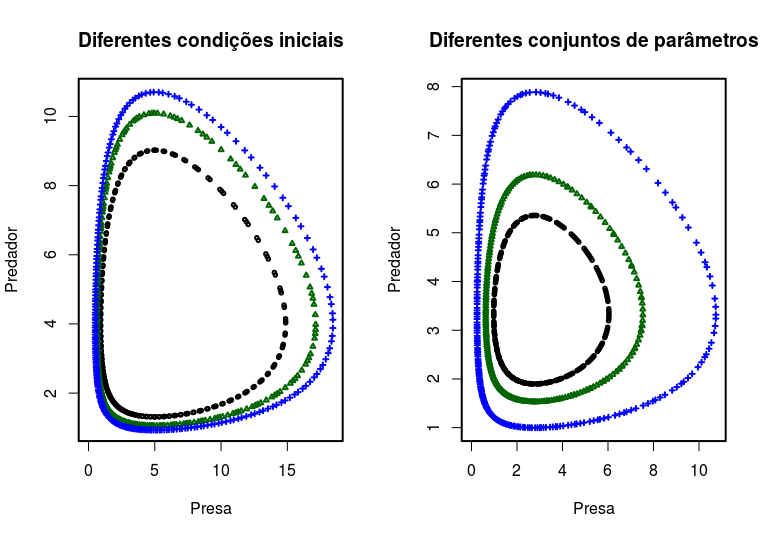 Diferentes condições iniciais
Predador
10
8
6
4
2
0 5 10 15
Presa
Diferentes conjuntos de parâmetros
Predador
8
7
6
5
4
3
2
1
0 2 4 6 8 10
Presa